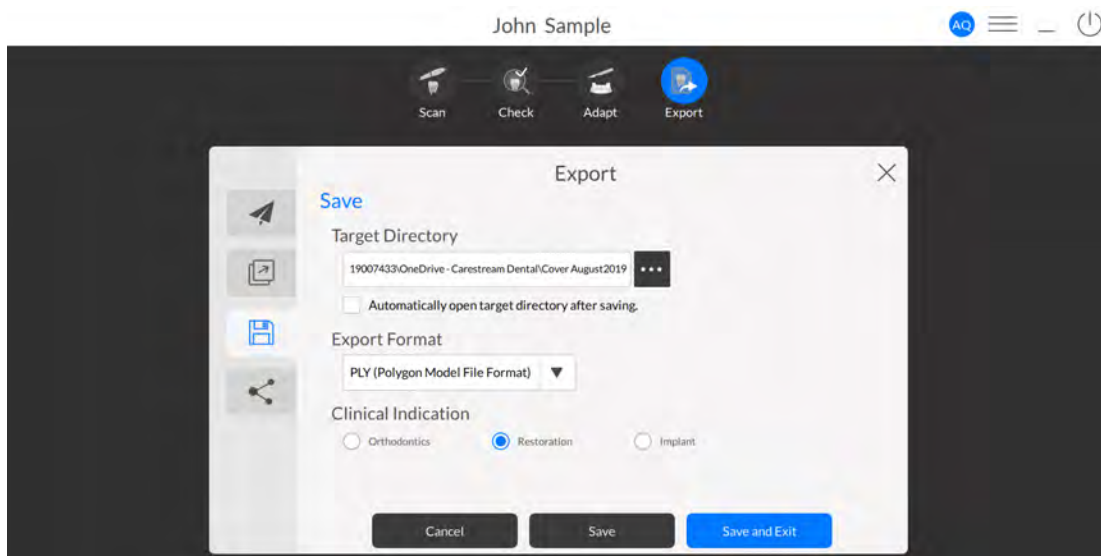 John Sample
AQ
Scan Check Adapt Export
Export
Save
Target Directory
19007433\OneDrive - Carestream Dental\Cover August2019
Automatically open target directory after saving.
Export Format
PLY (Polygon Model File Format)
Clinical Indication
Orthodontics Restoration Implant
Cancel Save Save and Exit